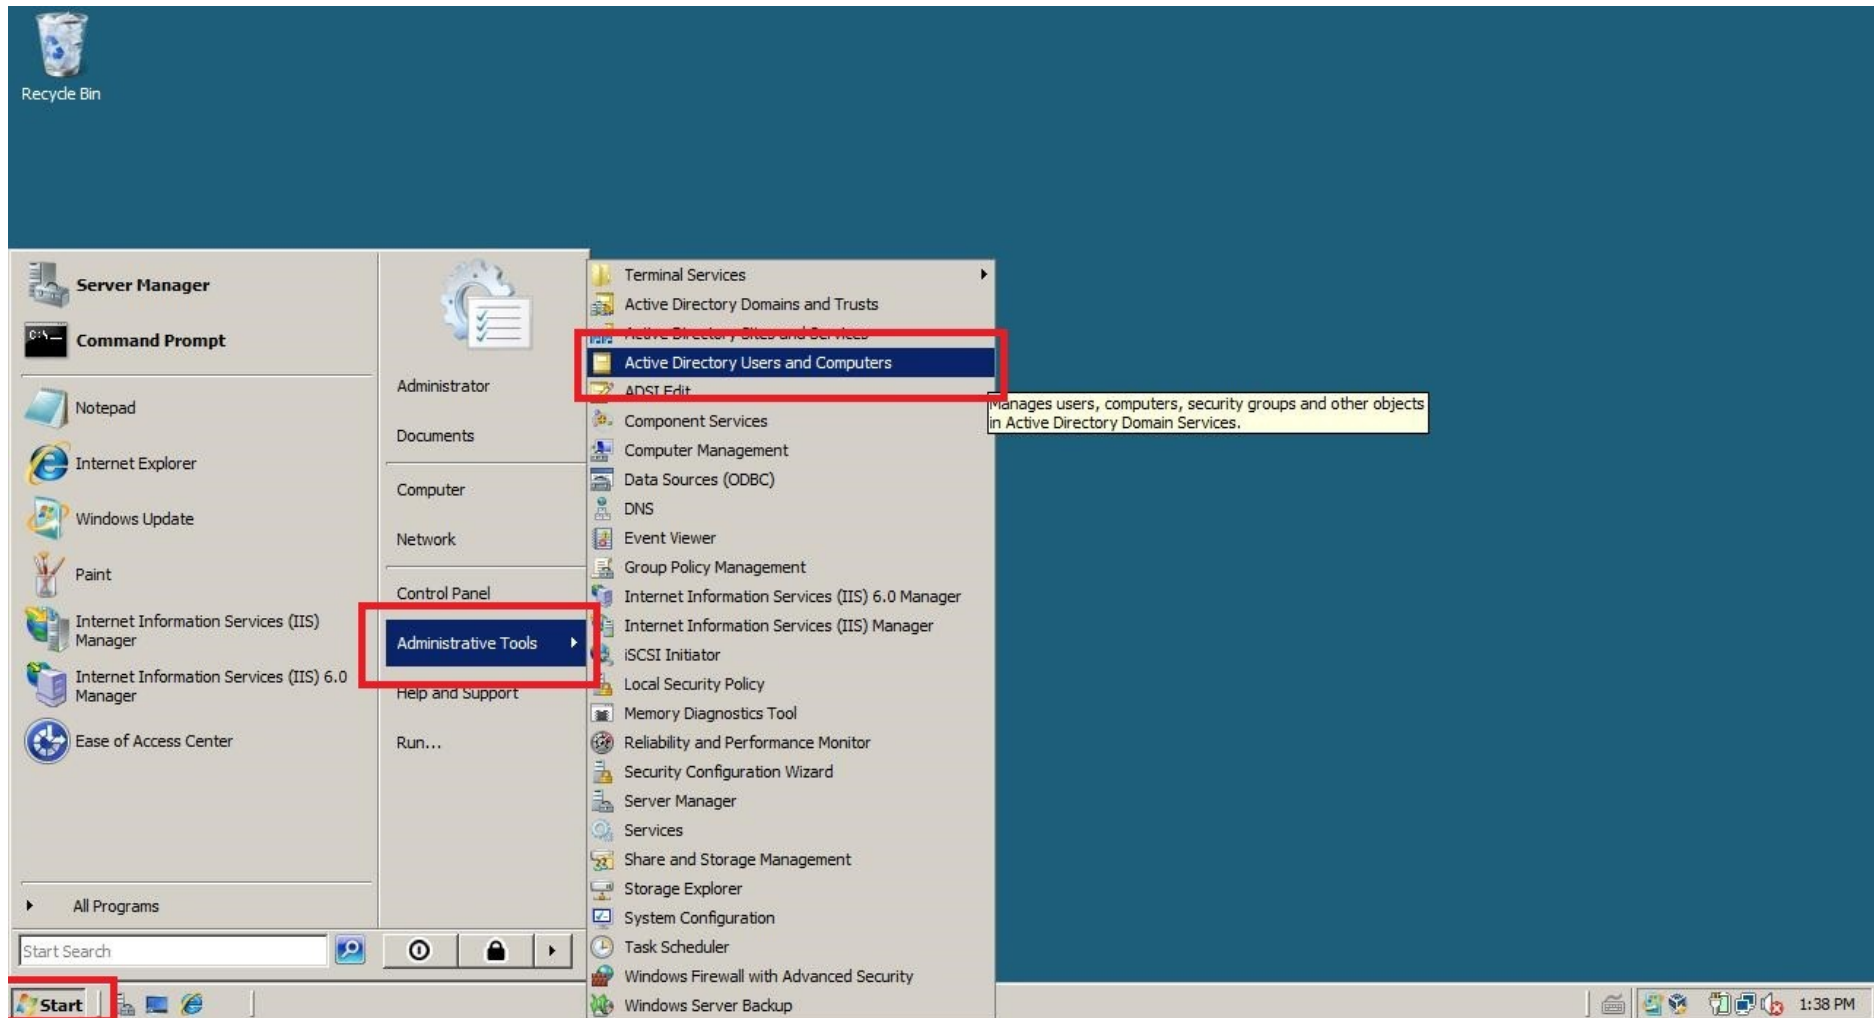 Recycle Bin
Server Manager
Command Prompt
Notepad
Internet Explorer
Windows Update
Paint
Internet Information Services (IIS)
Manager
Internet Information Services (IIS) 6.0
Manager
Ease of Access Center
All Programs
Start Search
Administrator
Documents
Computer
Network
Control Panel
Administrative Tools
Help and Support
Run...
Terminal Services
Active Directory Domains and Trusts
Active Directory Sites and Services
Active Directory Users and Computers
ADSI Edit
Component Services
Computer Management
Data Sources (ODBC)
DNS
Event Viewer
Group Policy Management
Internet Information Services (IIS) 6.0 Manager
Internet Information Services (IIS) Manager
iSCSI Initiator
Local Security Policy
Memory Diagnostics Tool
Reliability and Performance Monitor
Security Configuration Wizard
Server Manager
Services
Share and Storage Management
Storage Explorer
System Configuration
Task Scheduler
Windows Firewall with Advanced Security
Windows Server Backup
Manages users, computers, security groups and other objects
in Active Directory Domain Services.
Start
1:38 PM